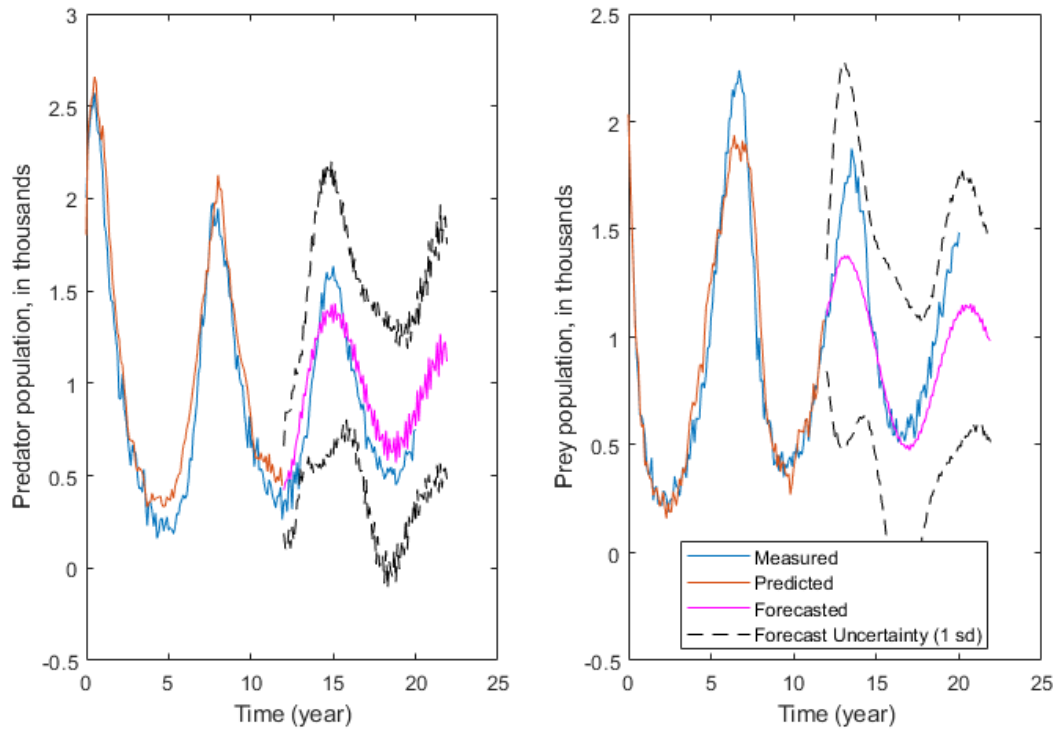 Predator population, in thousands
3
2.5
2
1.5
1
0.5
0
-0.5
0 5 10 15 20 25
Time (year)
Prey population, in thousands
2.5
2
1.5
1
0.5
0
-0.5
0 5 10 15 20 25
Time (year)
Measured
Predicted
Forecasted
Forecast Uncertainty (1 sd)